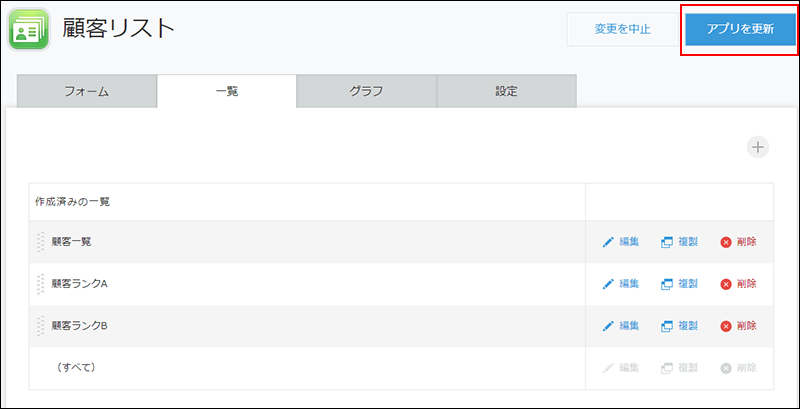 顧客リスト
変更を中止 アプリを更新
フォーム 一覧 グラフ 設定
作成済みの一覧
顧客一覧 編集 複製 削除
顧客ランクA 編集 複製 削除
顧客ランクB 編集 複製 削除
(すべて) 編集 複製 削除